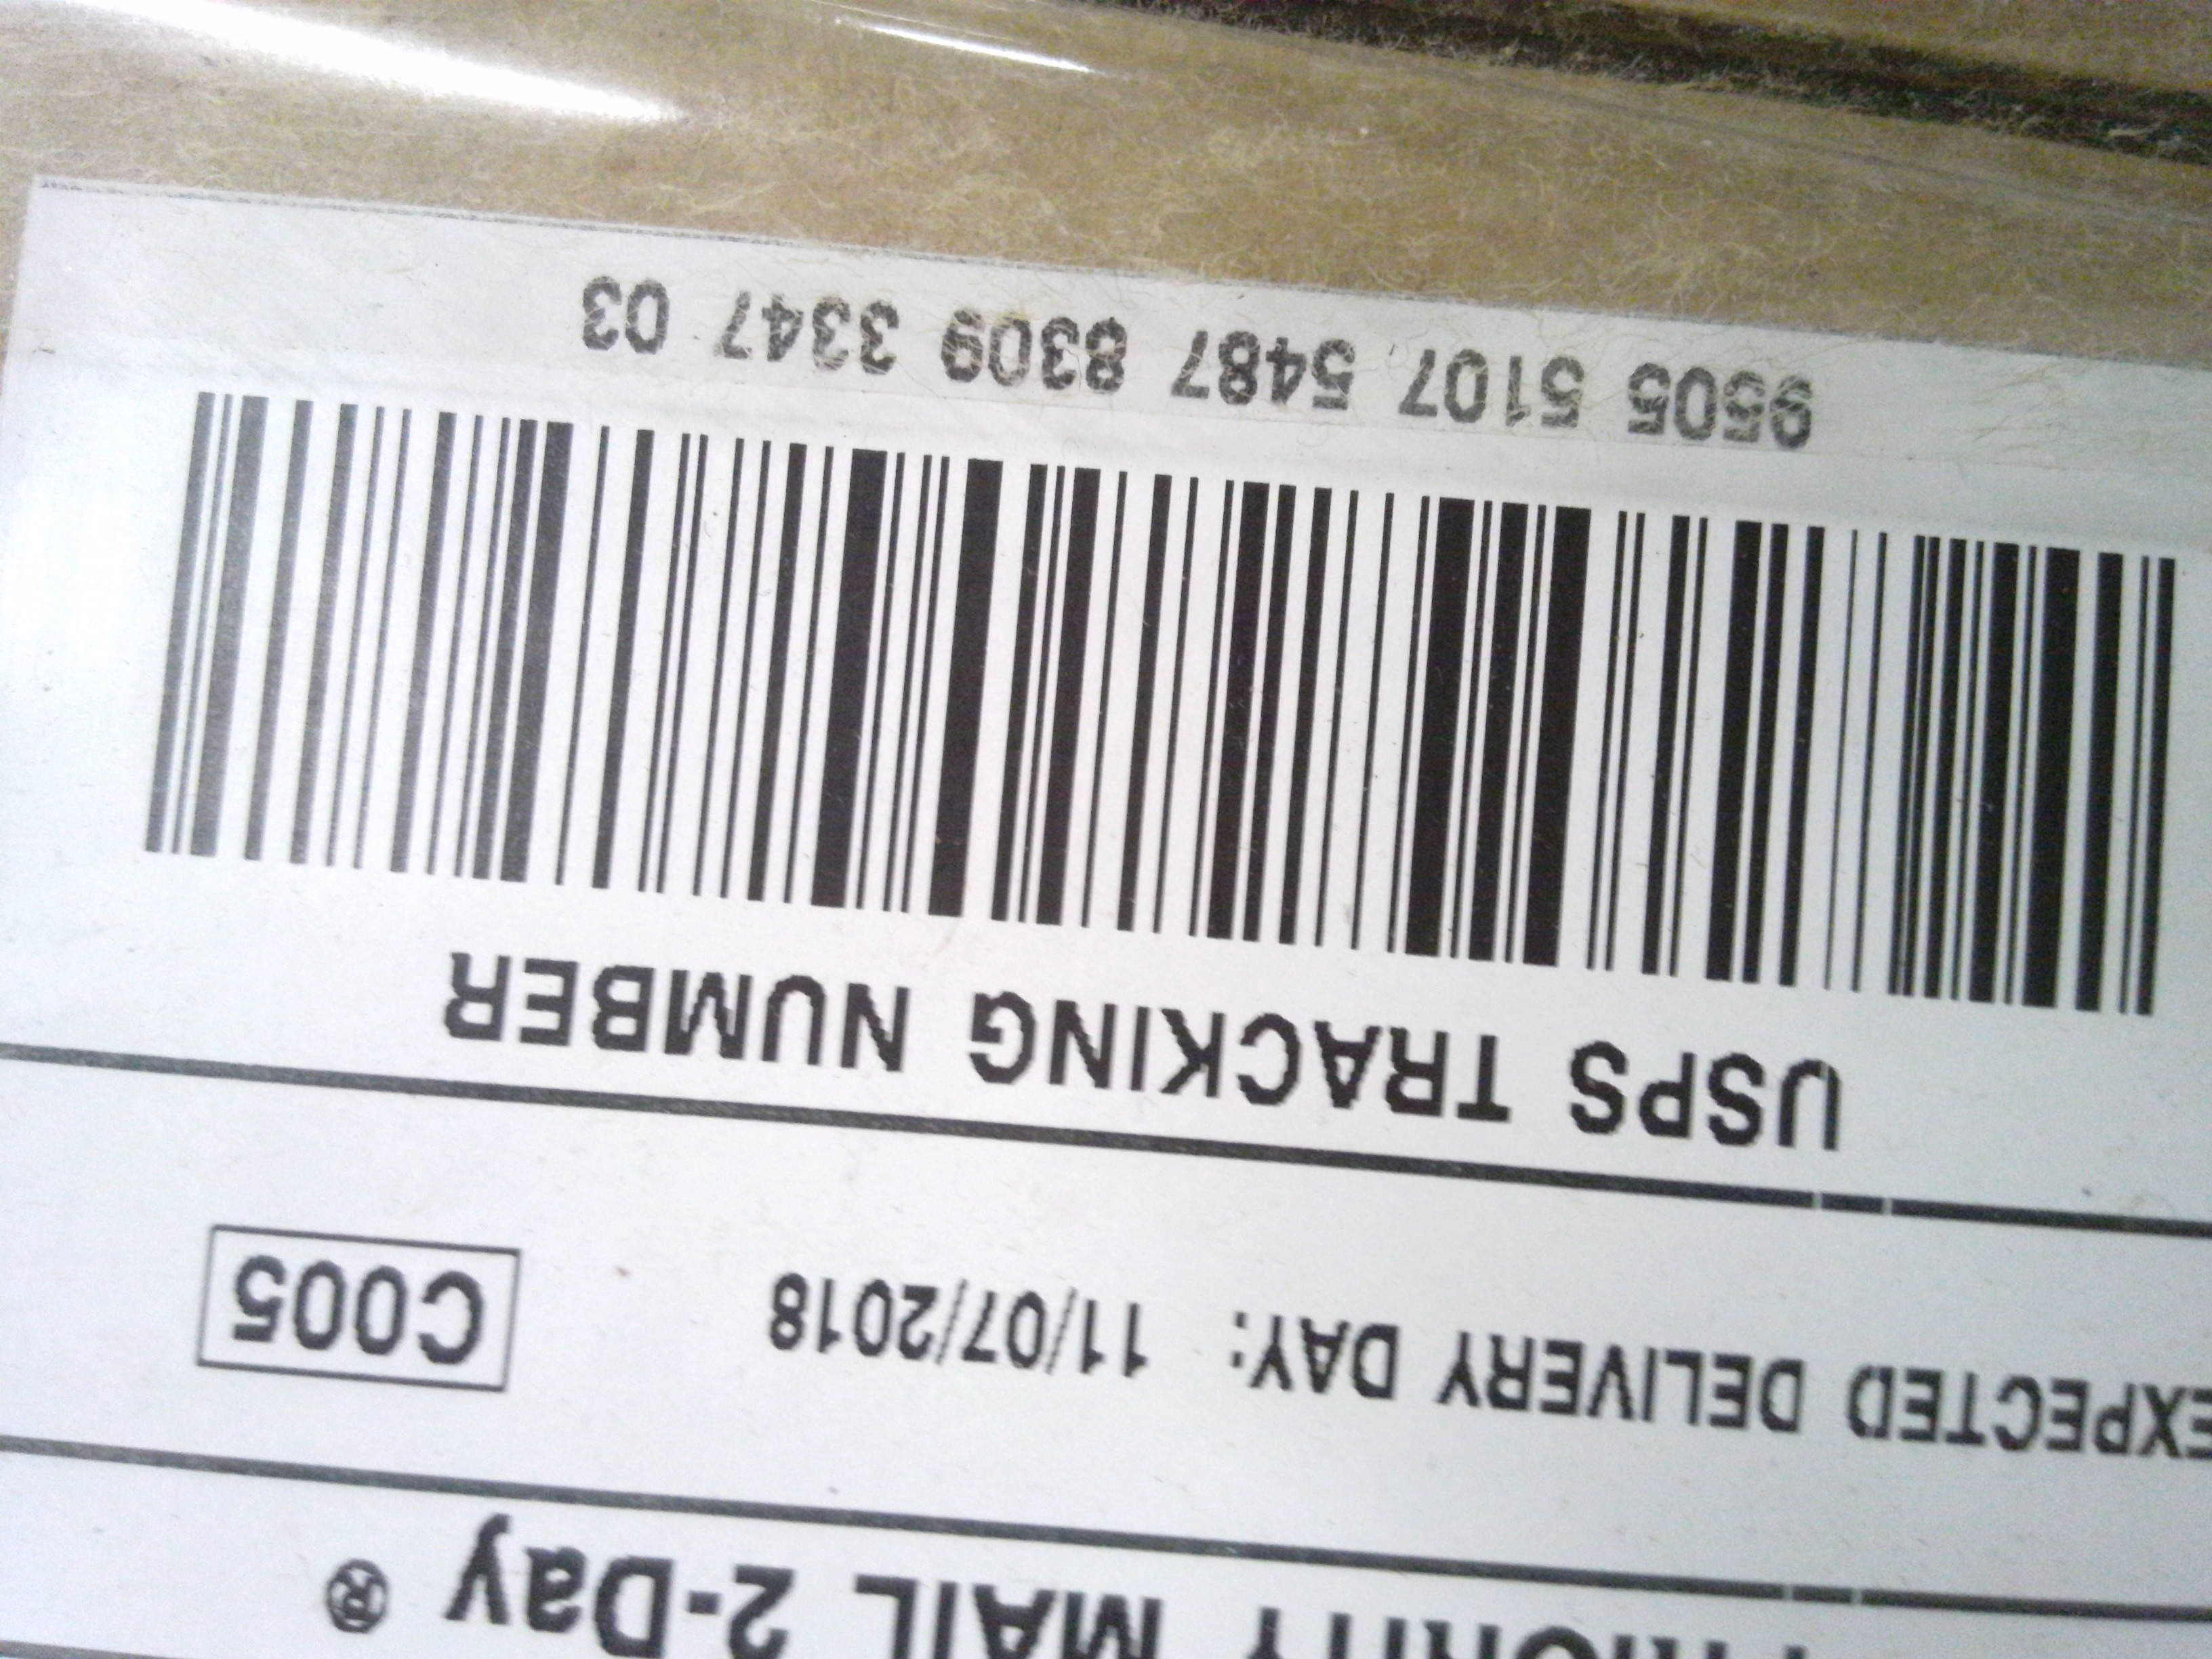 PRIORITY MAIL 2-Day ®
EXPECTED DELIVERY DAY: 11/07/2018
C005
USPS TRACKING NUMBER
9505 5107 5487 8309 3347 03